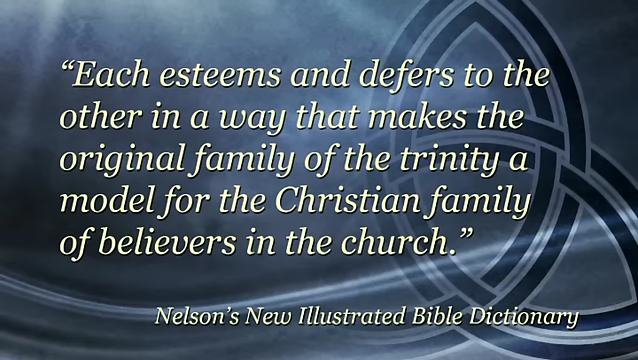 “Each esteems and defers to the
other in a way that makes the
original family of the trinity a
model for the Christian family
of believers in the church.”
Nelson’s New Illustrated Bible Dictionary